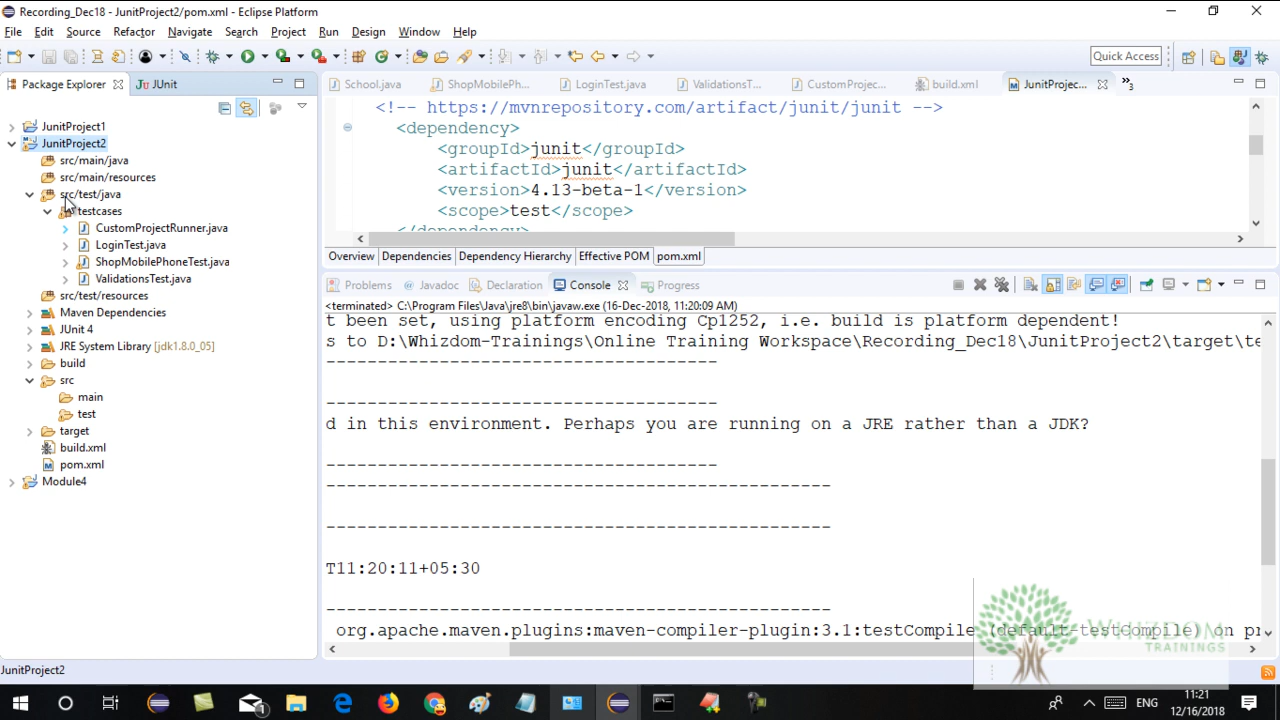 Recording_Dec18 - JunitProject2/pom.xml - Eclipse Platform
File Edit Source Refactor Navigate Search Project Run Design Window Help
Quick Access
Package Explorer JUnit
School.java ShopMobilePh... LoginTest.java ValidationsT... CustomProjec... build.xml JunitProjec... »3
JunitProject1
JunitProject2
src/main/java
src/main/resources
src/test/java
testcases
CustomProjectRunner.java
LoginTest.java
ShopMobilePhoneTest.java
ValidationsTest.java
src/test/resources
Maven Dependencies
JUnit 4
JRE System Library [jdk1.8.0_05]
build
src
main
test
target
build.xml
pom.xml
Module4
<!-- https://mvnrepository.com/artifact/junit/junit -->
<dependency>
<groupId>junit</groupId>
<artifactId>junit</artifactId>
<version>4.13-beta-1</version>
<scope>test</scope>
</dependency>
Overview Dependencies Dependency Hierarchy Effective POM pom.xml
Problems Javadoc Declaration Console Progress
<terminated> C:\Program Files\Java\jre8\bin\javaw.exe (16-Dec-2018, 11:20:09 AM)
t been set, using platform encoding Cp1252, i.e. build is platform dependent!
s to D:\Whizdom-Trainings\Online Training Workspace\Recording_Dec18\JunitProject2\target\te
--------------------------------------
--------------------------------------
d in this environment. Perhaps you are running on a JRE rather than a JDK?
--------------------------------------
-------------------------------------------------
-------------------------------------------------
T11:20:11+05:30
-------------------------------------------------
org.apache.maven.plugins:maven-compiler-plugin:3.1:testCompile (default-testCompile) on pr
WHIZDOM
TRAININGS
JunitProject2
ENG
11:21
12/16/2018